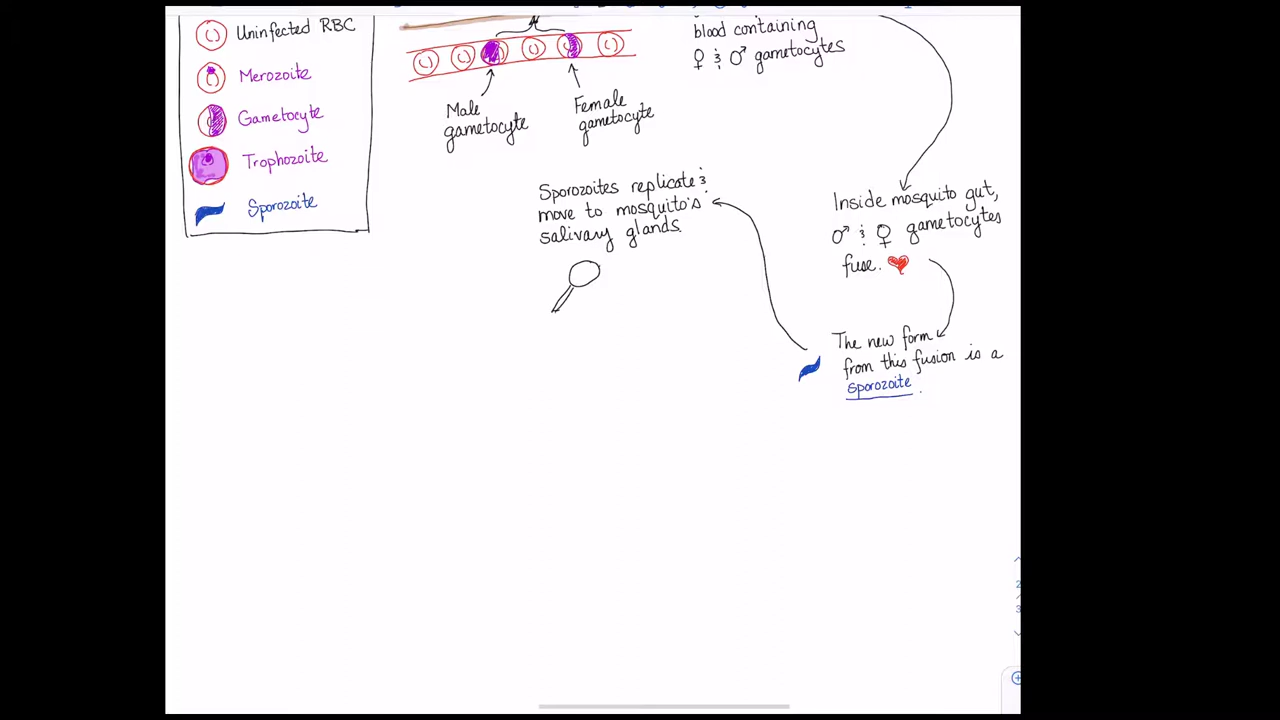 Uninfected RBC
Merozoite
Gametocyte
Trophozoite
Sporozoite
Male
gametocyte
Female
gametocyte
blood containing
♀ & ♂ gametocytes
Inside mosquito gut,
♂ & ♀ gametocytes
fuse.
The new form
from this fusion is a
sporozoite.
Sporozoites replicate &
move to mosquito's
salivary glands.